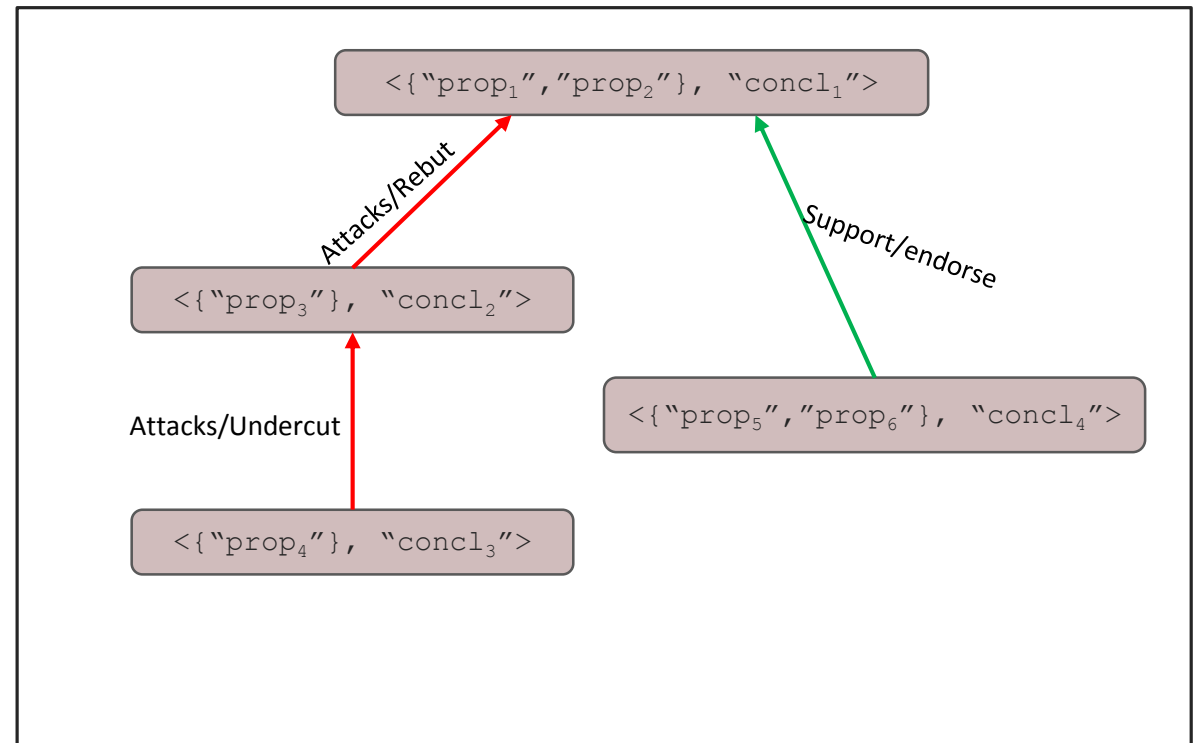 <{“prop₁”,”prop₂”}, “concl₁”>
Attacks/Rebut
Support/endorse
<{“prop₃”}, “concl₂”>
<{“prop₅”,”prop₆”}, “concl₄”>
Attacks/Undercut
<{“prop₄”}, “concl₃”>